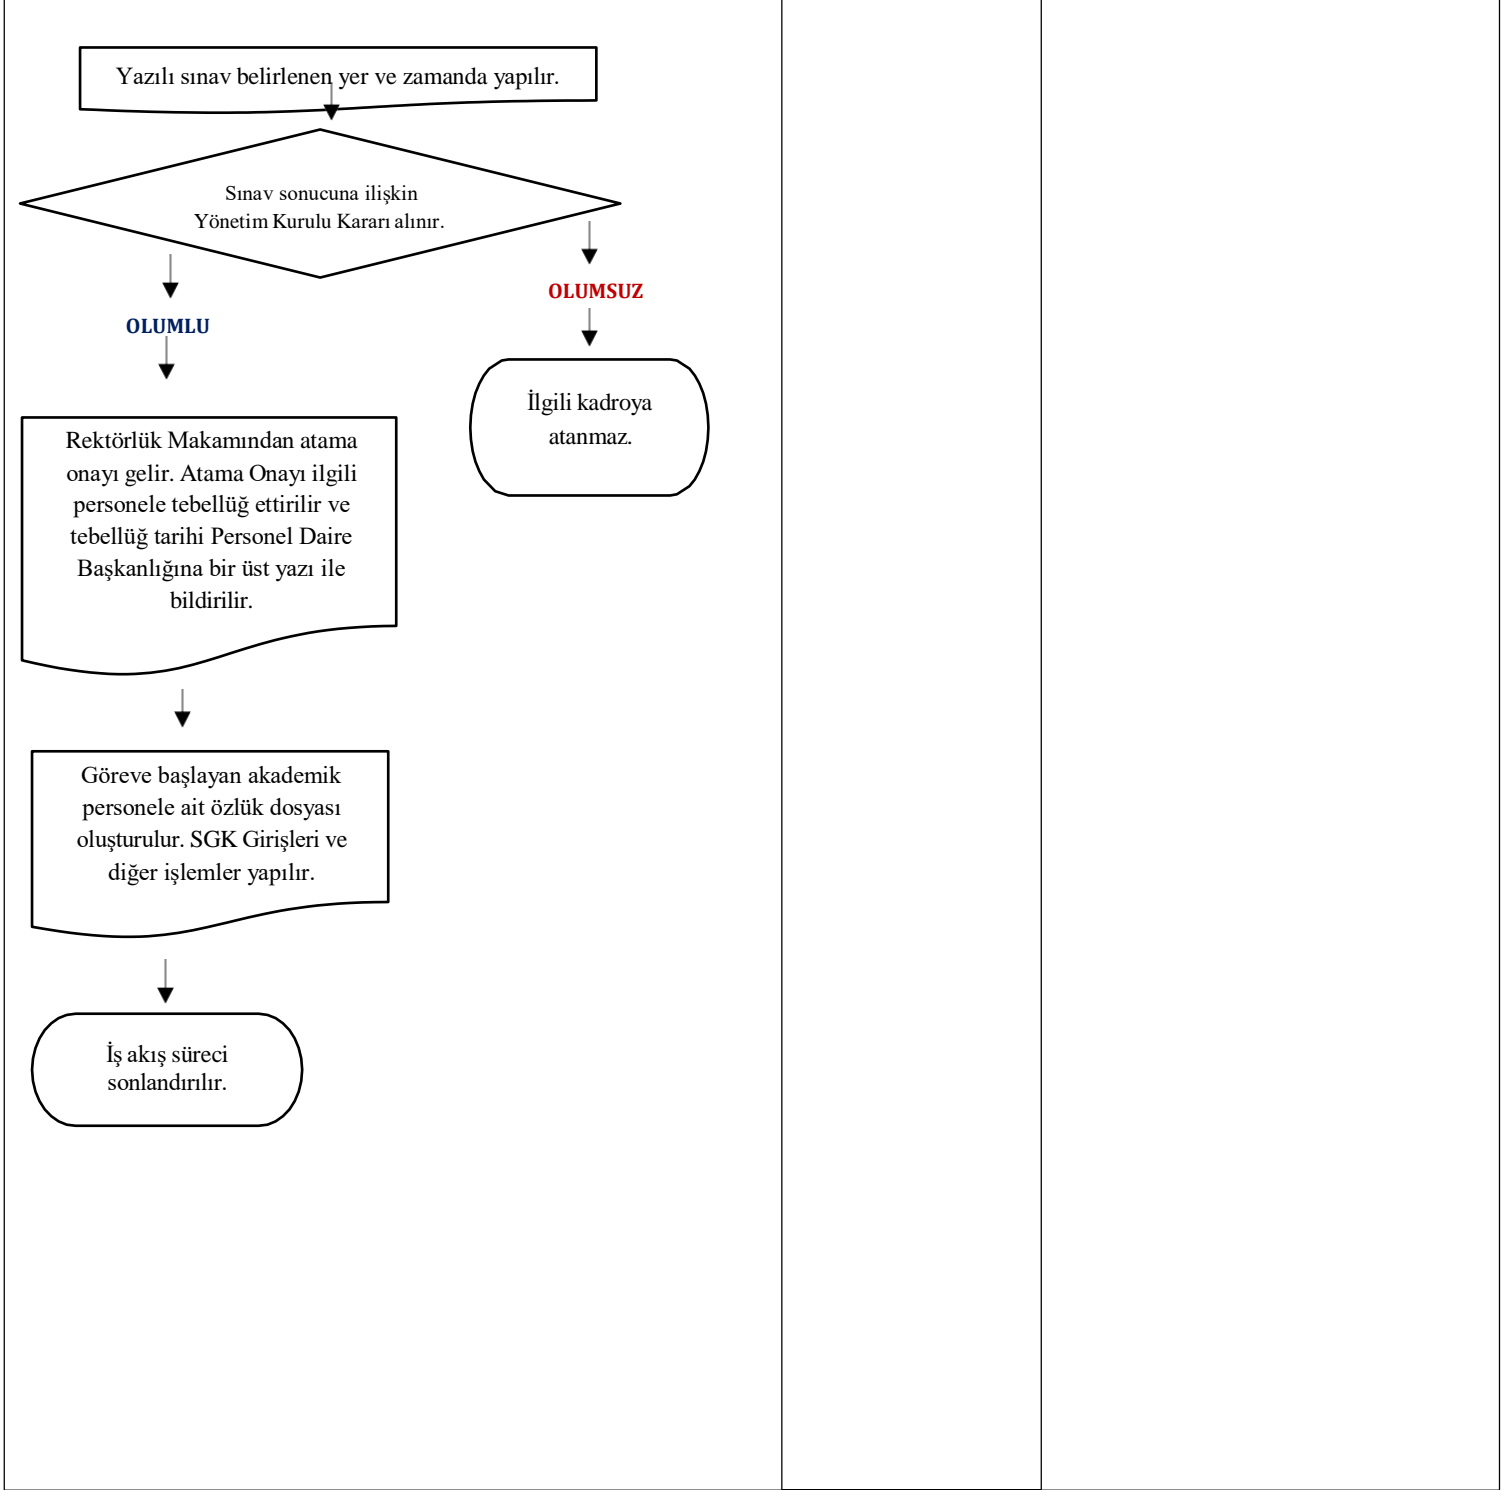 Yazılı sınav belirlenen yer ve zamanda yapılır.
Sınav sonucuna ilişkin
Yönetim Kurulu Kararı alınır.
OLUMSUZ
OLUMLU
İlgili kadroya
atanmaz.
Rektörlük Makamından atama
onayı gelir. Atama Onayı ilgili
personele tebellüğ ettirilir ve
tebellüğ tarihi Personel Daire
Başkanlığına bir üst yazı ile
bildirilir.
Göreve başlayan akademik
personele ait özlük dosyası
oluşturulur. SGK Girişleri ve
diğer işlemler yapılır.
İş akış süreci
sonlandırılır.